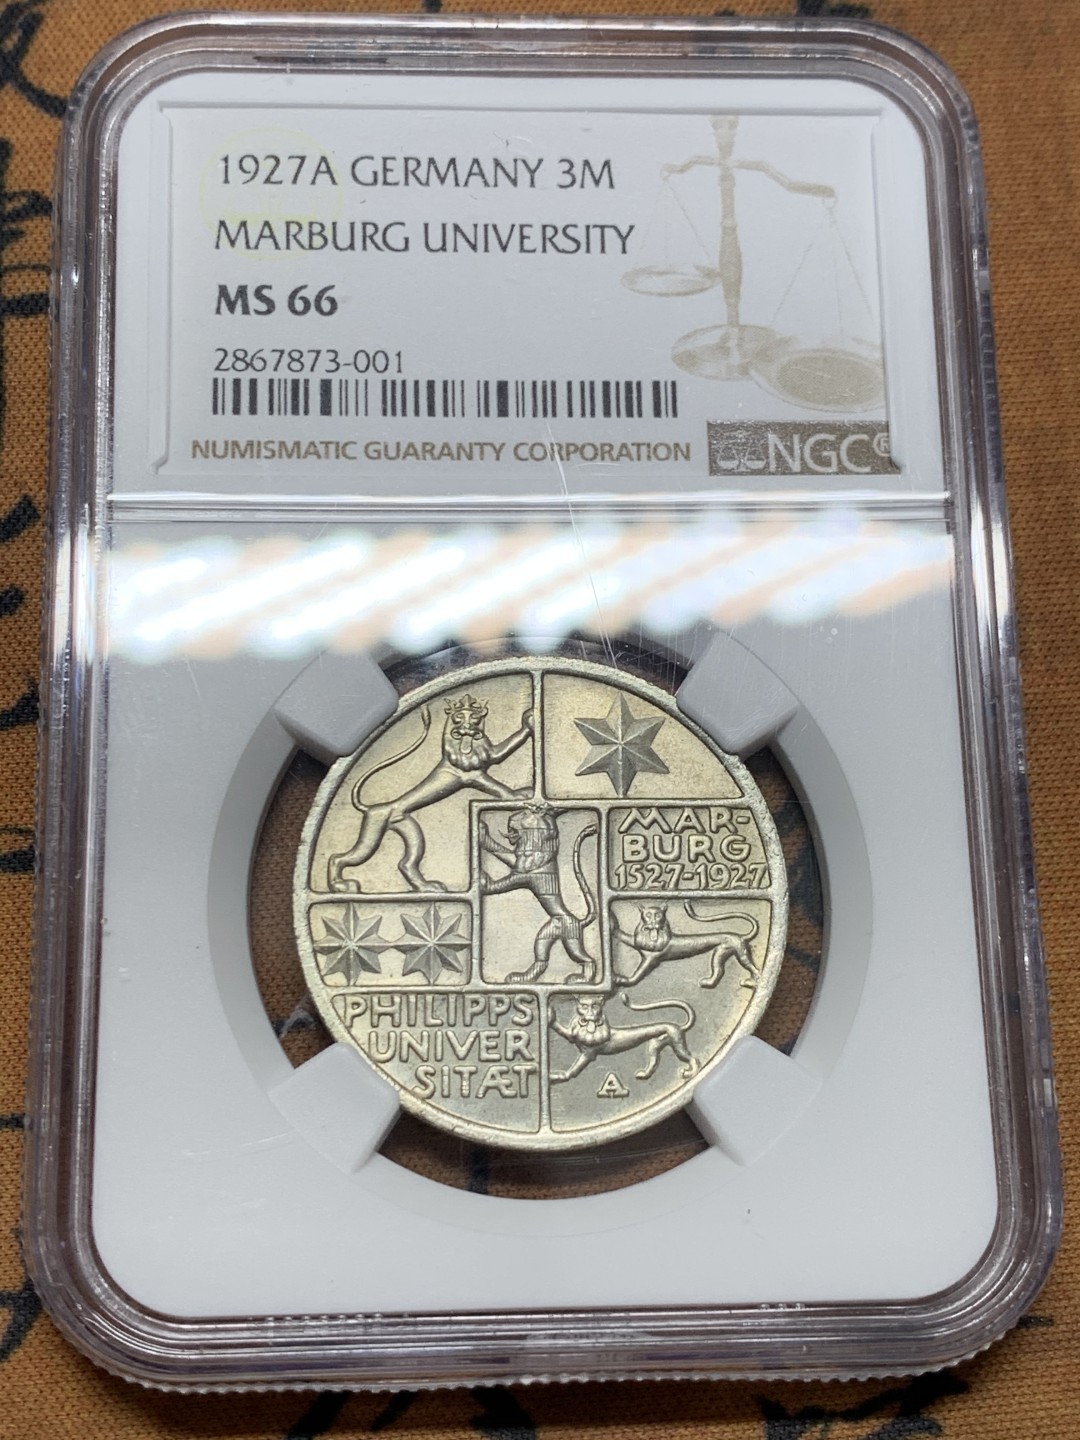 1927A GERMANY 3M
MARBURG UNIVERSITY
MS 66
2867873-001
NUMISMATIC GUARANTY CORPORATION
NGC®
MAR-
BURG
1527-1927
PHILIPPS
UNIVER
SITÆT
A